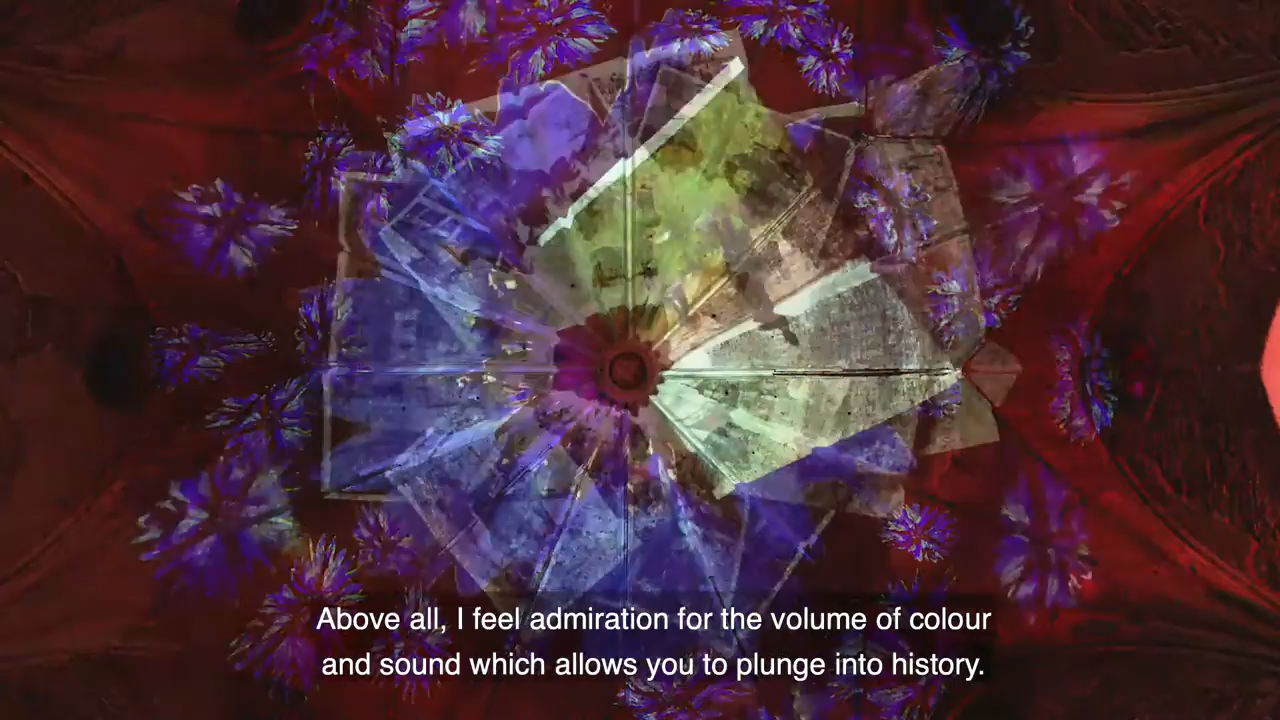 Above all, I feel admiration for the volume of colour
and sound which allows you to plunge into history.